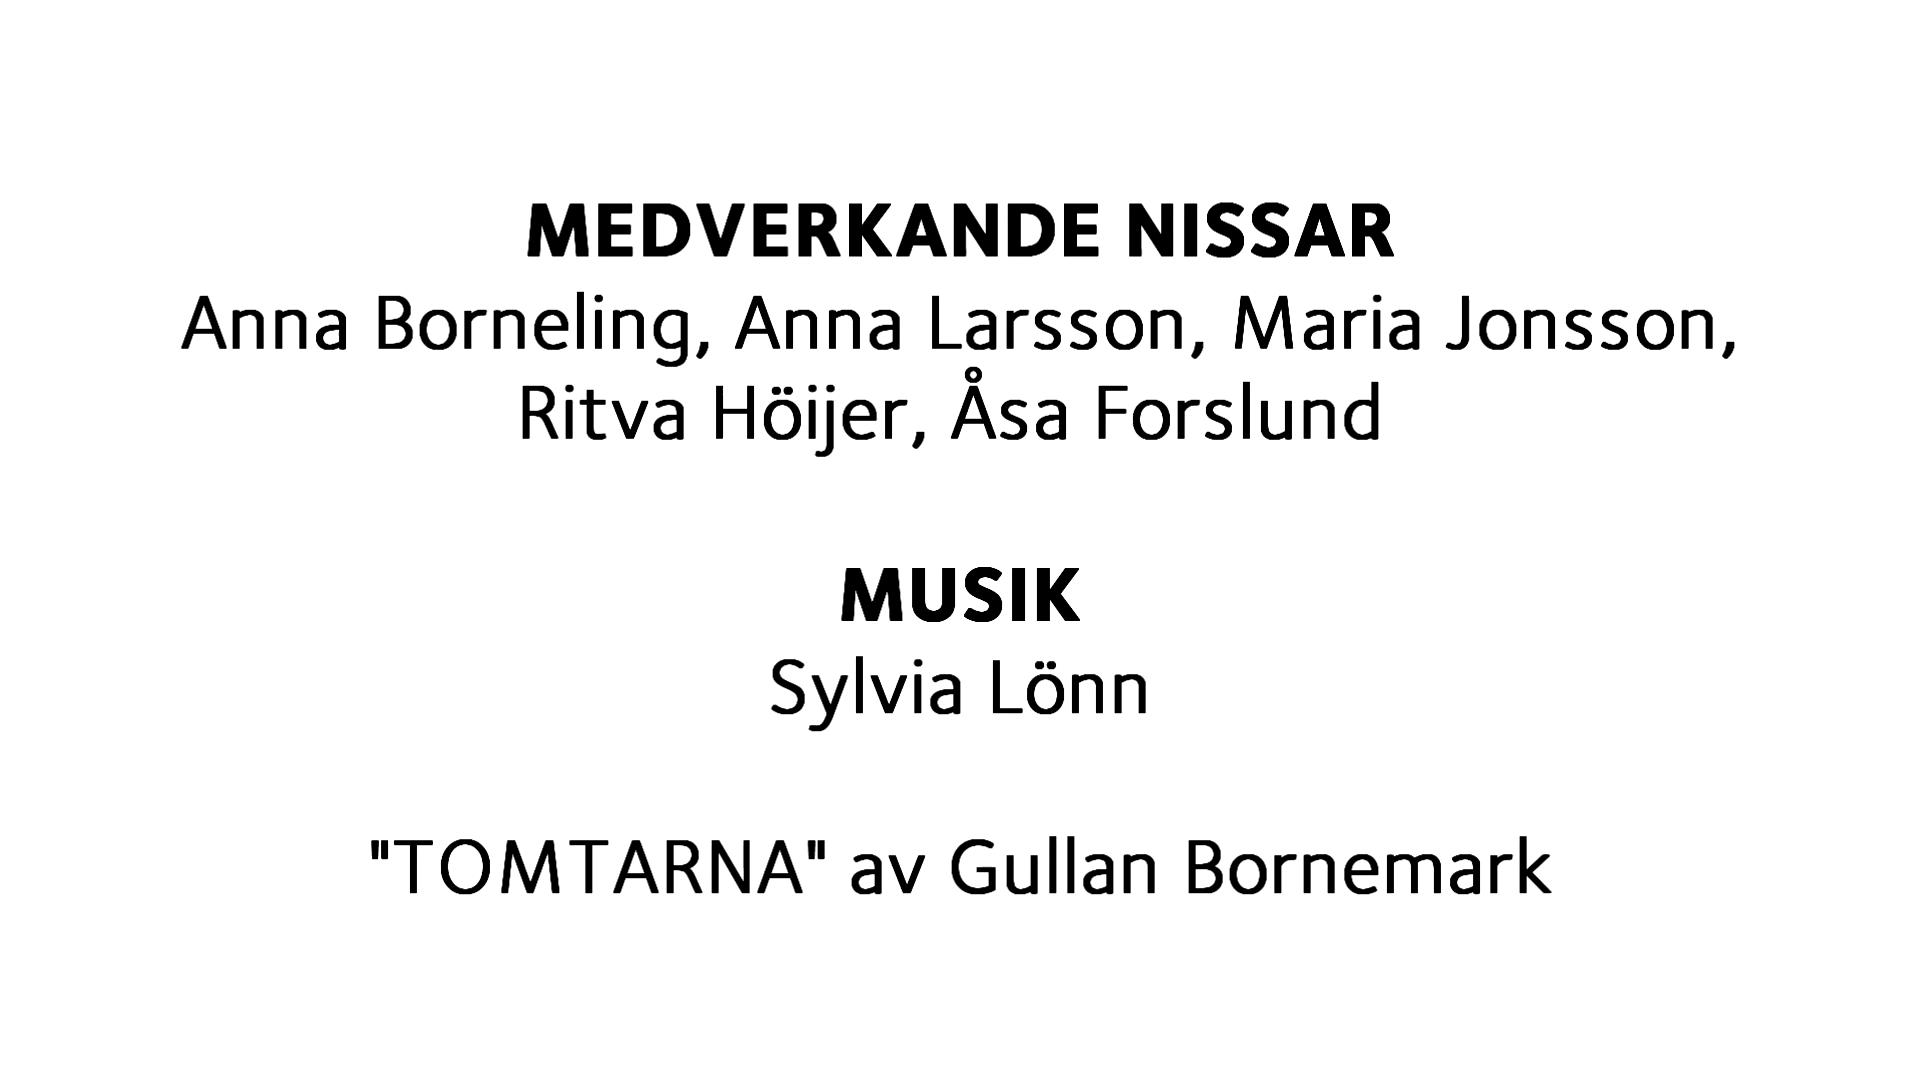 MEDVERKANDE NISSAR
Anna Borneling, Anna Larsson, Maria Jonsson,
Ritva Höijer, Åsa Forslund
MUSIK
Sylvia Lönn
"TOMTARNA" av Gullan Bornemark